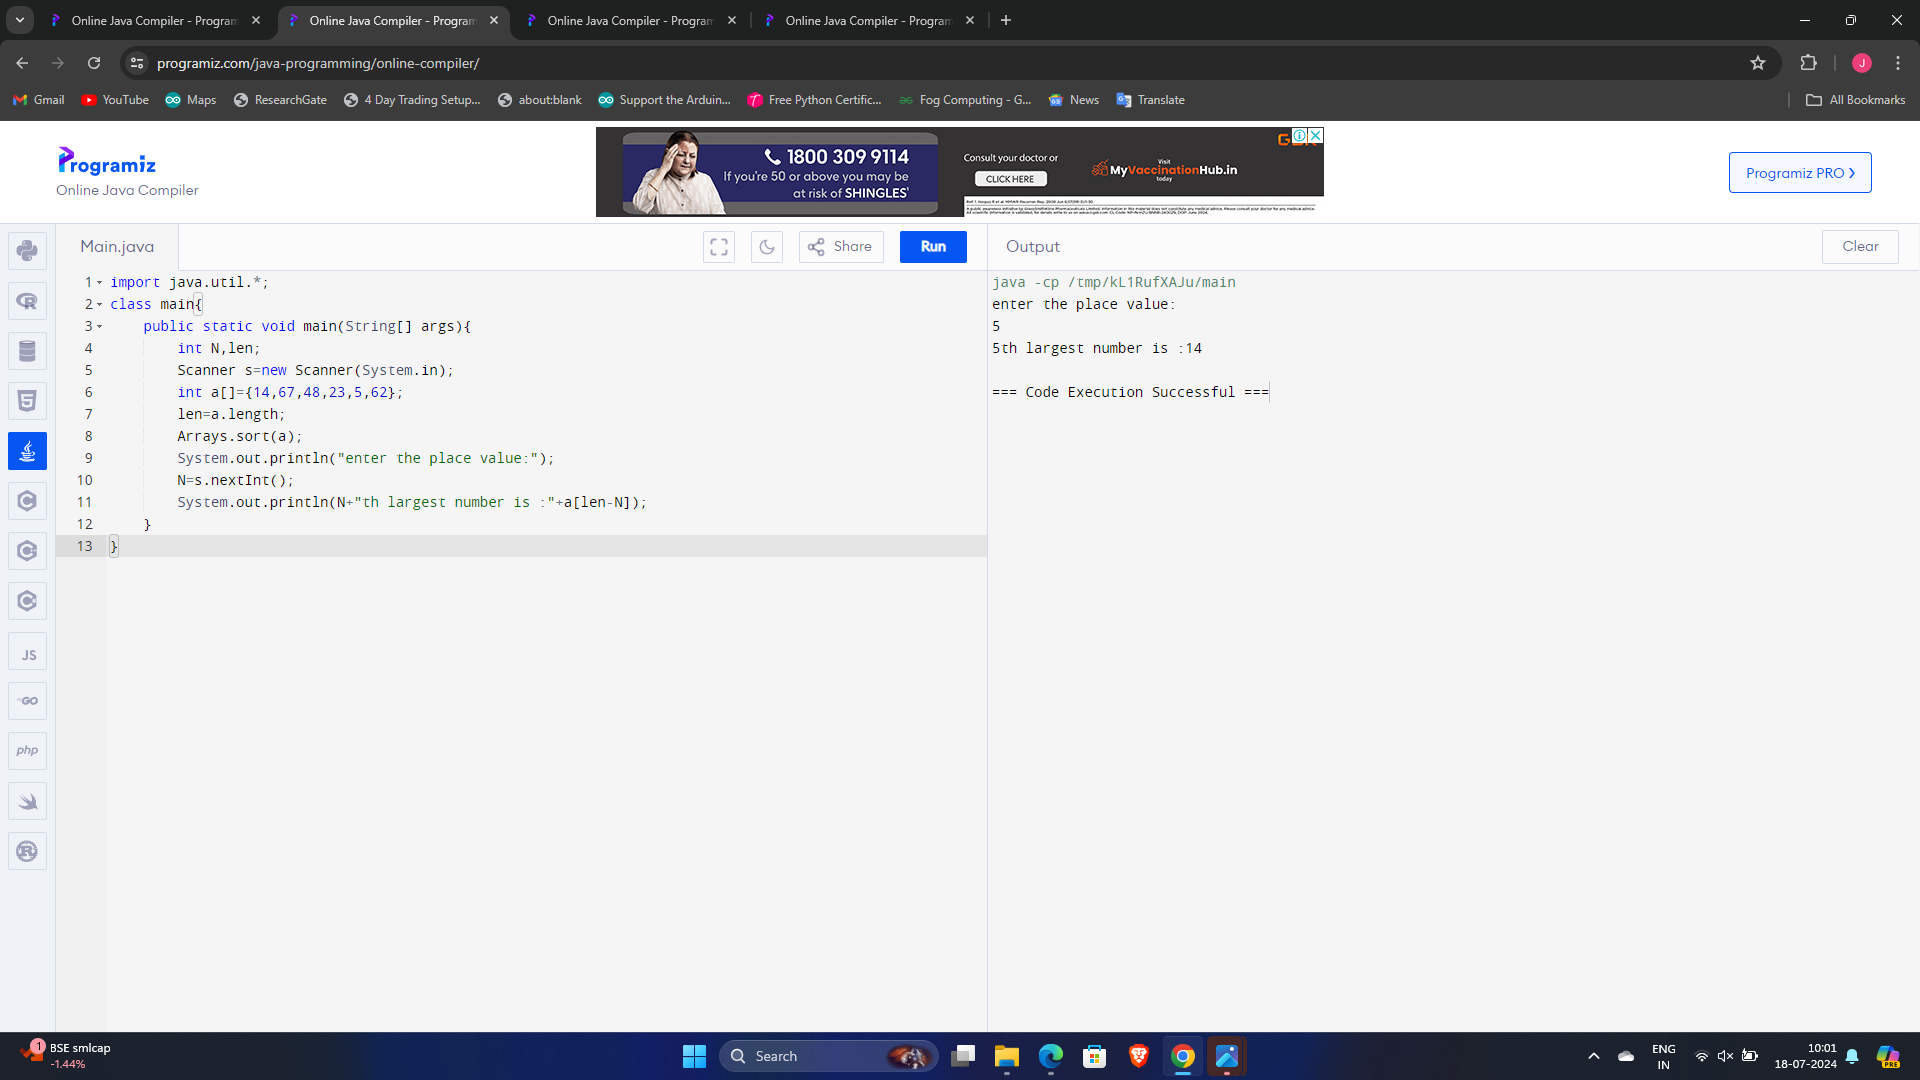 Online Java Compiler - Program
Online Java Compiler - Program
Online Java Compiler - Program
Online Java Compiler - Program
programiz.com/java-programming/online-compiler/
J
Gmail
YouTube
Maps
ResearchGate
4 Day Trading Setup...
about:blank
Support the Arduin...
Free Python Certific...
Fog Computing - G...
News
Translate
All Bookmarks
Programiz
Online Java Compiler
1800 309 9114
If you're 50 or above you may be
at risk of SHINGLES
Consult your doctor or
CLICK HERE
Visit
MyVaccinationHub.in
today
Programiz PRO
Main.java
Share
Run
Output
Clear
1 import java.util.*;
2 class main{
3 public static void main(String[] args){
4 int N,len;
5 Scanner s=new Scanner(System.in);
6 int a[]={14,67,48,23,5,62};
7 len=a.length;
8 Arrays.sort(a);
9 System.out.println("enter the place value:");
10 N=s.nextInt();
11 System.out.println(N+"th largest number is :"+a[len-N]);
12 }
13 }
java -cp /tmp/kL1RufXAJu/main
enter the place value:
5
5th largest number is :14
=== Code Execution Successful ===
JS
GO
php
1
BSE smlcap
-1.44%
Search
ENG
IN
10:01
18-07-2024
PRE